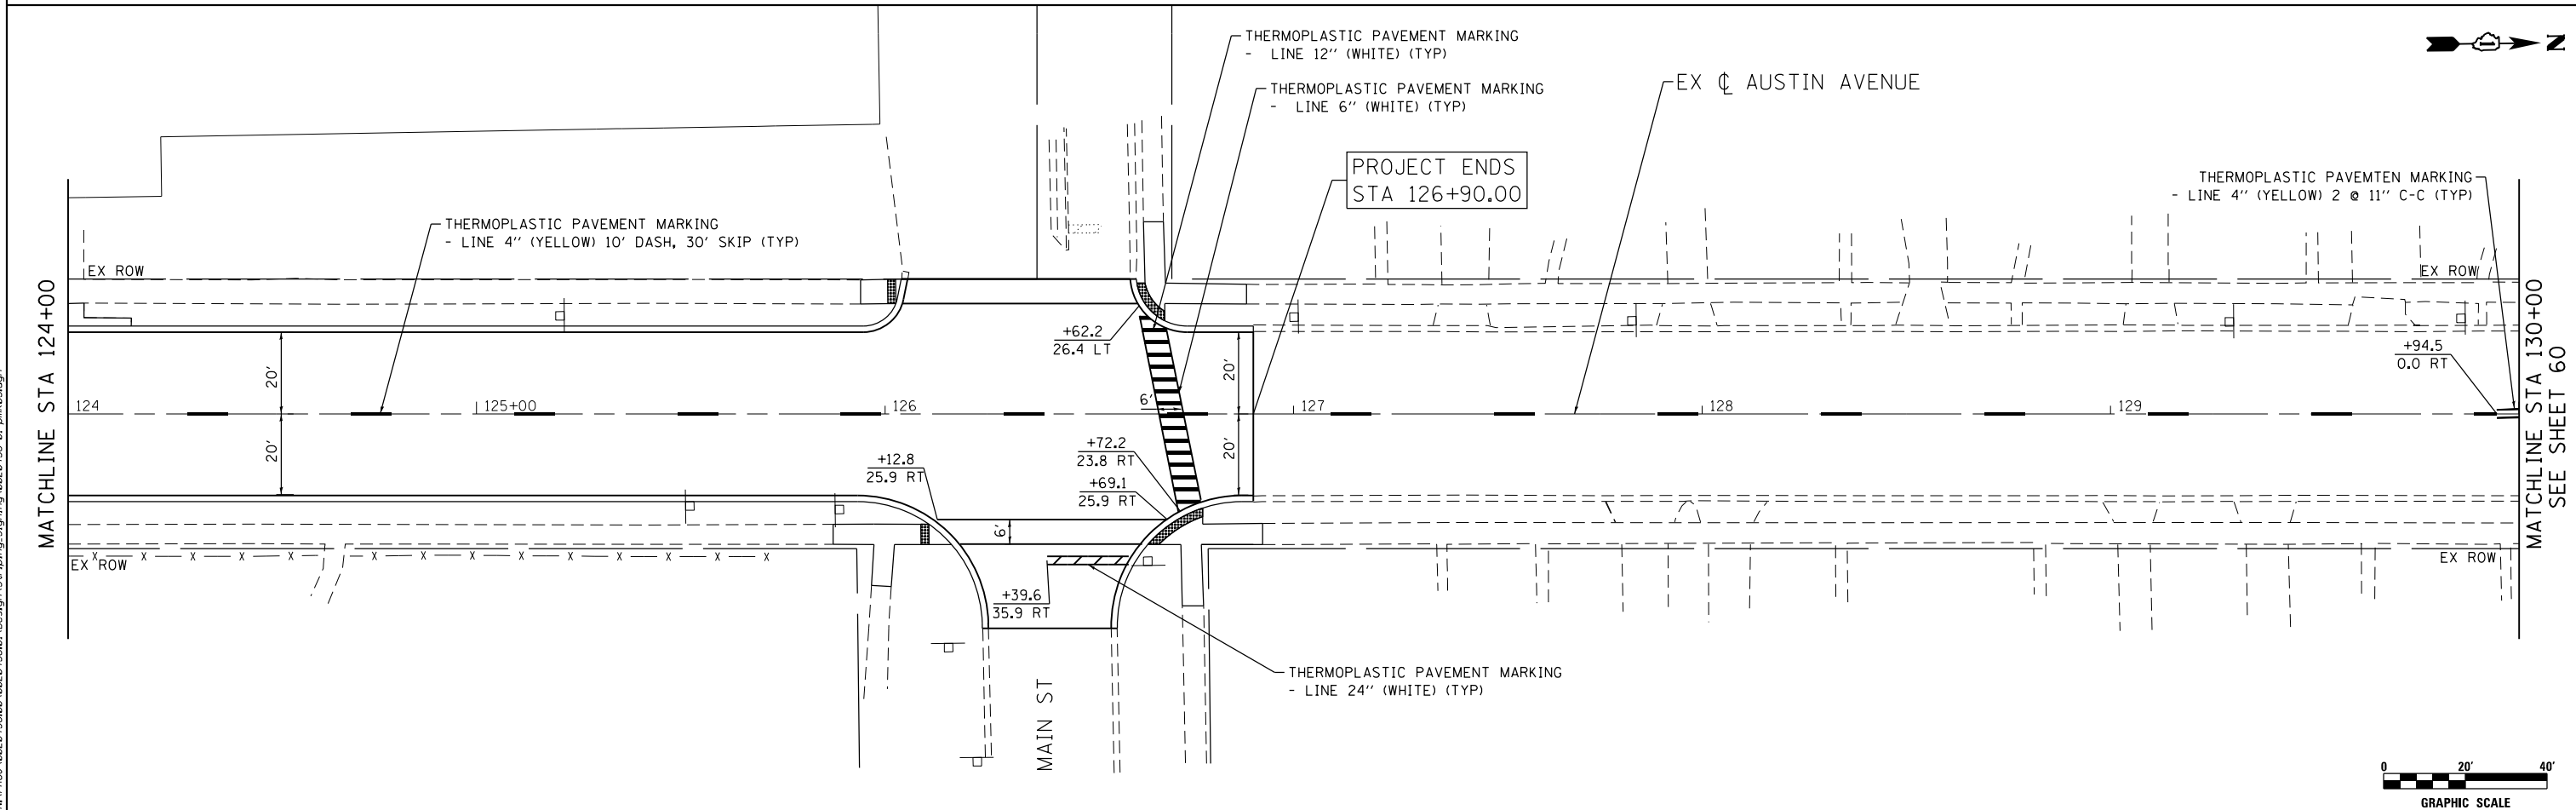 THERMOPLASTIC PAVEMENT MARKING
- LINE 12'' (WHITE) (TYP)
THERMOPLASTIC PAVEMENT MARKING
- LINE 6'' (WHITE) (TYP)
EX ℄ AUSTIN AVENUE
N
PROJECT ENDS
STA 126+90.00
THERMOPLASTIC PAVEMTEN MARKING
- LINE 4'' (YELLOW) 2 @ 11'' C-C (TYP)
THERMOPLASTIC PAVEMENT MARKING
- LINE 4'' (YELLOW) 10' DASH, 30' SKIP (TYP)
EX ROW
EX ROW
MATCHLINE STA 124+00
MATCHLINE STA 130+00
SEE SHEET 60
+62.2
26.4 LT
+94.5
0.0 RT
20'
20'
20'
20'
6'
124
125+00
126
127
128
129
+72.2
23.8 RT
+12.8
25.9 RT
+69.1
25.9 RT
6'
X X X X X X X X X X X X X X X
EX ROW
EX ROW
+39.6
35.9 RT
THERMOPLASTIC PAVEMENT MARKING
- LINE 24'' (WHITE) (TYP)
MAIN ST
0 20' 40'
GRAPHIC SCALE